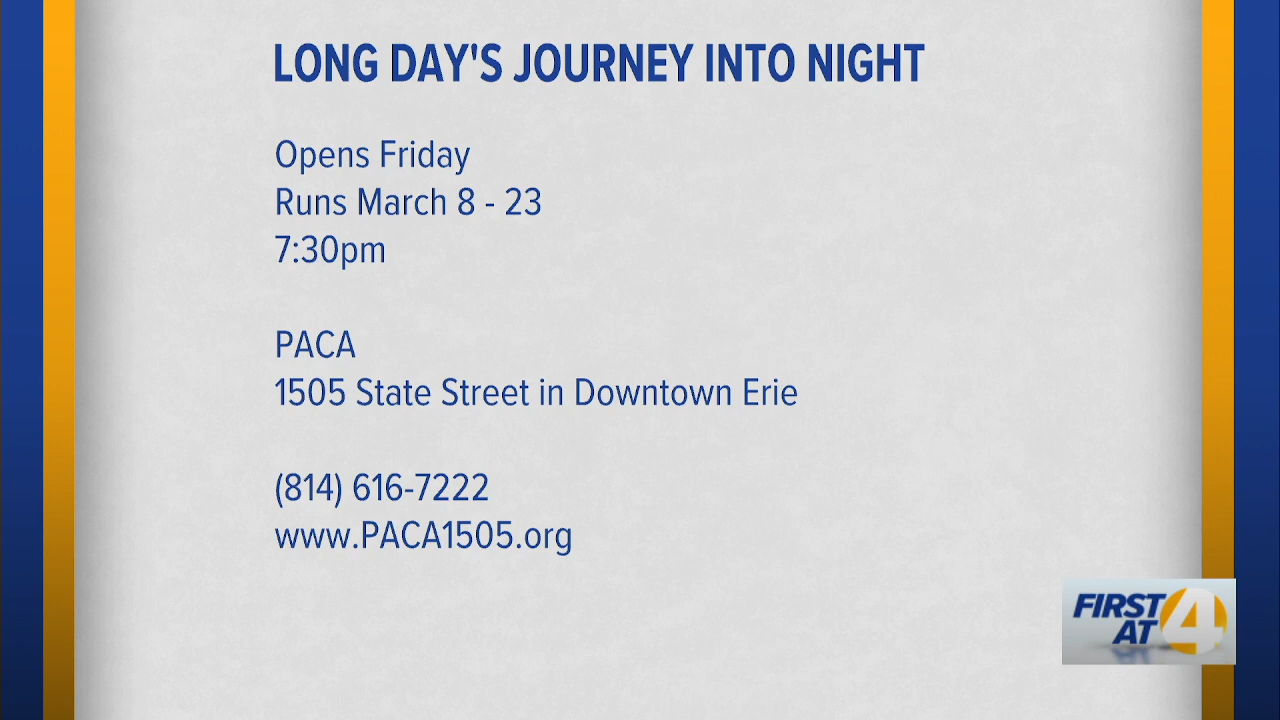 LONG DAY'S JOURNEY INTO NIGHT
Opens Friday
Runs March 8 - 23
7:30pm
PACA
1505 State Street in Downtown Erie
(814) 616-7222
www.PACA1505.org
FIRST
AT 4